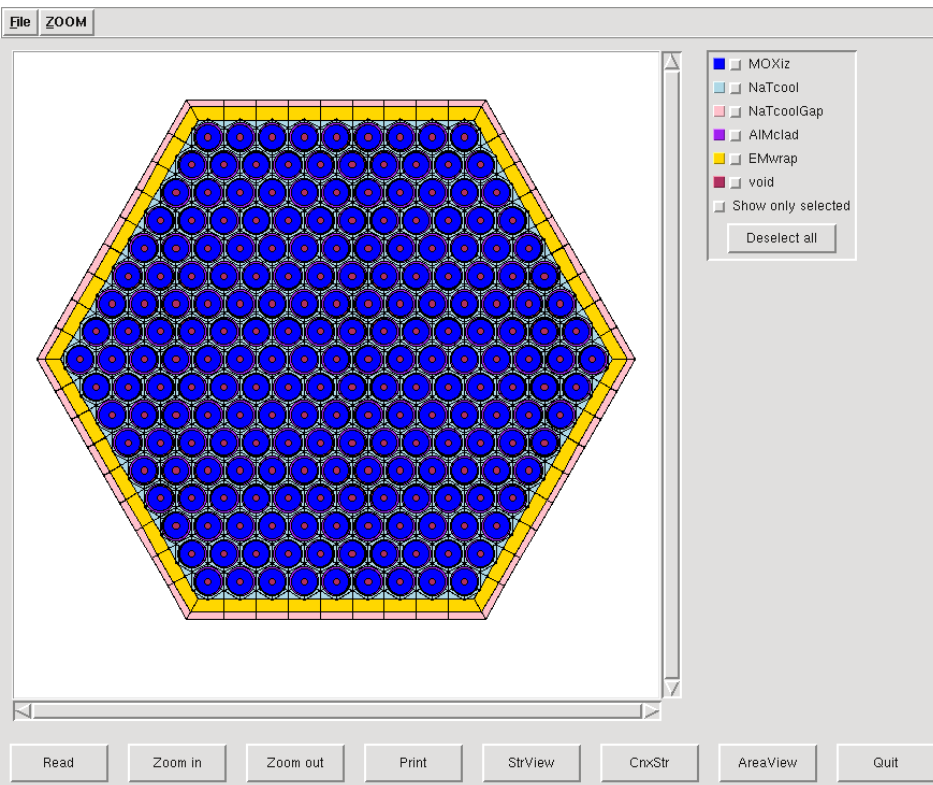 File ZOOM
MOXiz
NaTcool
NaTcoolGap
AIMclad
EMwrap
void
Show only selected
Deselect all
Read Zoom in Zoom out Print StrView CnxStr AreaView Quit